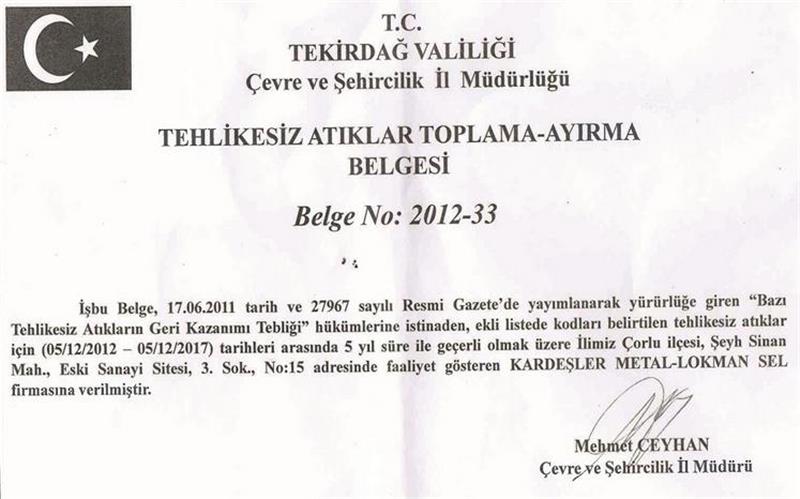 T.C.
TEKİRDAĞ VALİLİĞİ
Çevre ve Şehircilik İl Müdürlüğü
TEHLİKESİZ ATIKLAR TOPLAMA-AYIRMA
BELGESİ
Belge No: 2012-33
İşbu Belge, 17.06.2011 tarih ve 27967 sayılı Resmi Gazete'de yayımlanarak yürürlüğe giren “Bazı
Tehlikesiz Atıkların Geri Kazanımı Tebliği” hükümlerine istinaden, ekli listede kodları belirtilen tehlikesiz atıklar
için (05/12/2012 – 05/12/2017) tarihleri arasında 5 yıl süre ile geçerli olmak üzere İlimiz Çorlu ilçesi, Şeyh Sinan
Mah., Eski Sanayi Sitesi, 3. Sok., No:15 adresinde faaliyet gösteren KARDEŞLER METAL-LOKMAN SEL
firmasına verilmiştir.
Mehmet CEYHAN
Çevre ve Şehircilik İl Müdürü